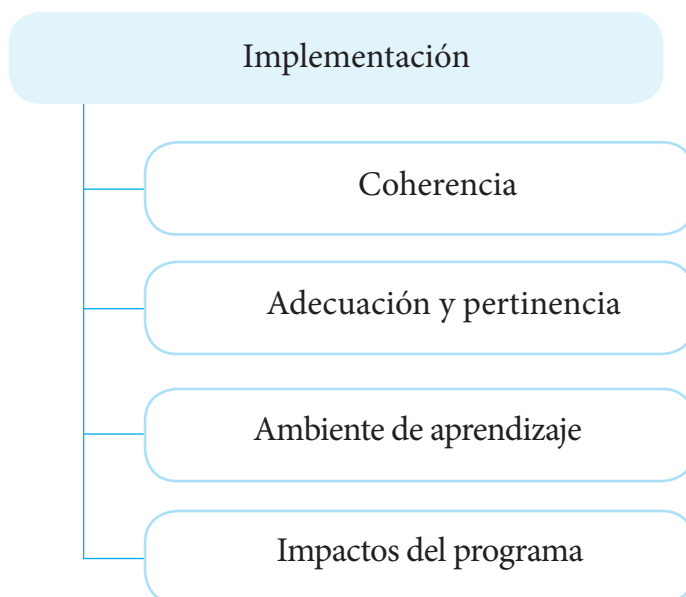 Implementación
Coherencia
Adecuación y pertinencia
Ambiente de aprendizaje
Impactos del programa